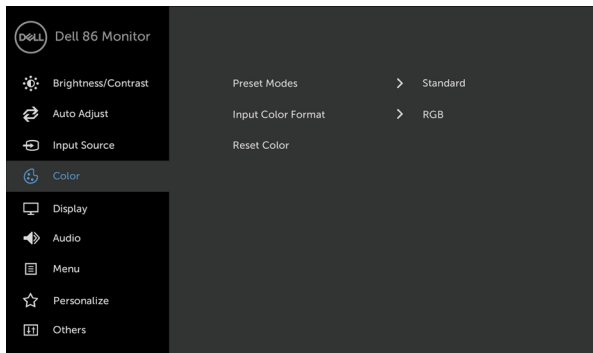 DELL Dell 86 Monitor
Brightness/Contrast
Auto Adjust
Input Source
Color
Display
Audio
Menu
Personalize
Others
Preset Modes > Standard
Input Color Format > RGB
Reset Color